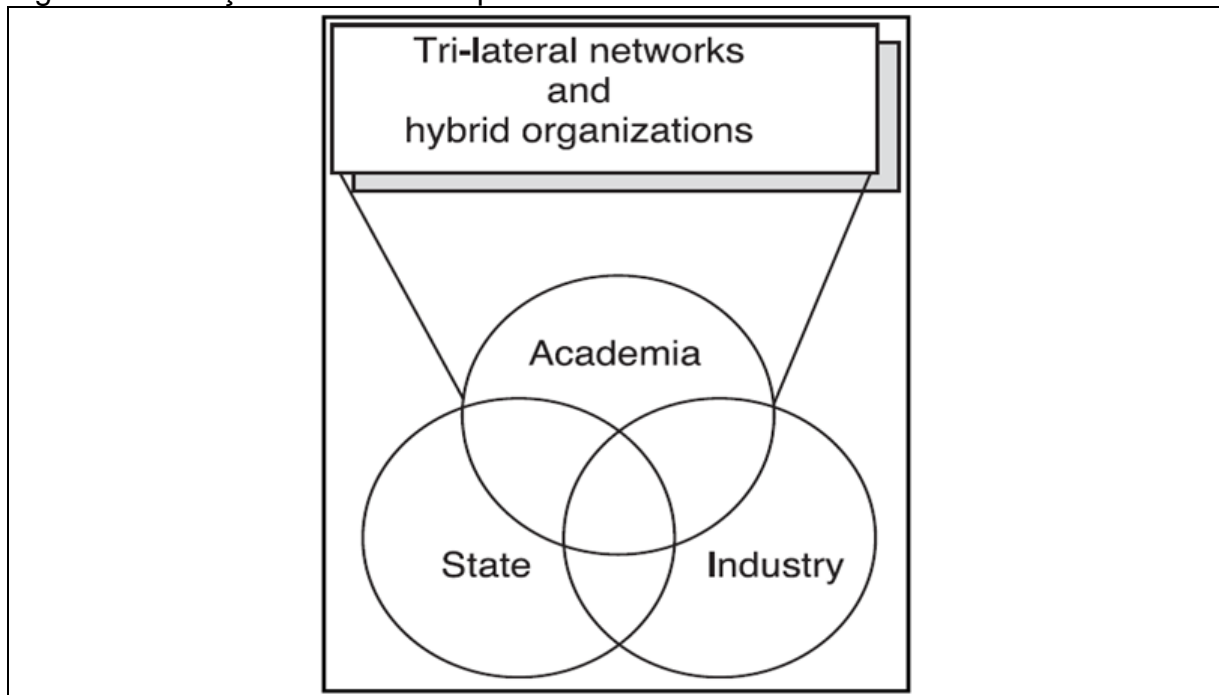 Tri-lateral networks
and
hybrid organizations
Academia
State
Industry